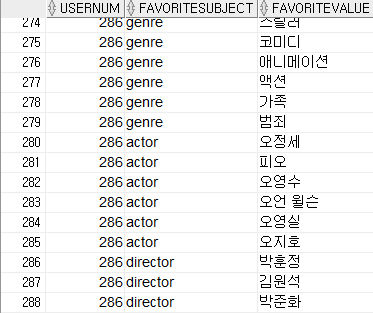 USERNUM FAVORITESUBJECT FAVORITEVALUE
274 286 genre 스릴러
275 286 genre 코미디
276 286 genre 애니메이션
277 286 genre 액션
278 286 genre 가족
279 286 genre 범죄
280 286 actor 오정세
281 286 actor 피오
282 286 actor 오영수
283 286 actor 오언 윌슨
284 286 actor 오영실
285 286 actor 오지호
286 286 director 박훈정
287 286 director 김원석
288 286 director 박준화